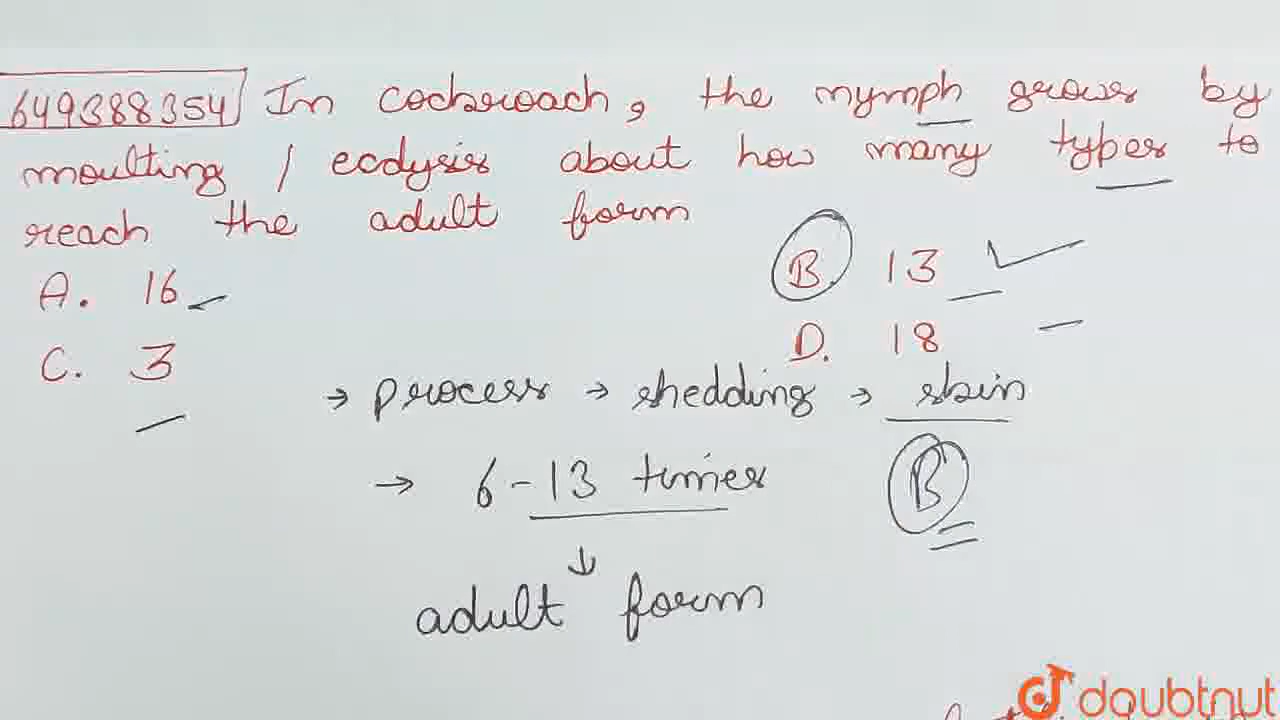 649388354 In cockroach, the nymph grows by
moulting / ecdysis about how many types to
reach the adult form
A. 16
B. 13
C. 3
D. 18
→ process → shedding → skin
→ 6-13 times
B
↓
adult form
doubtnut